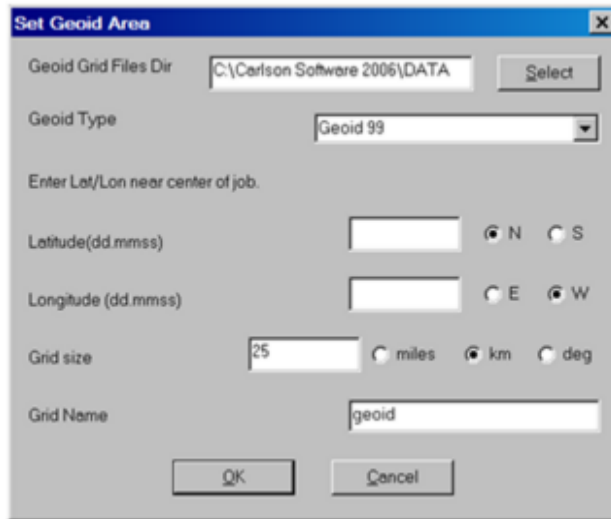 Set Geoid Area
Geoid Grid Files Dir C:\Carlson Software 2006\DATA Select
Geoid Type Geoid 99
Enter Lat/Lon near center of job.
Latitude(dd.mmss) N S
Longitude (dd.mmss) E W
Grid size 25 miles km deg
Grid Name geoid
OK Cancel